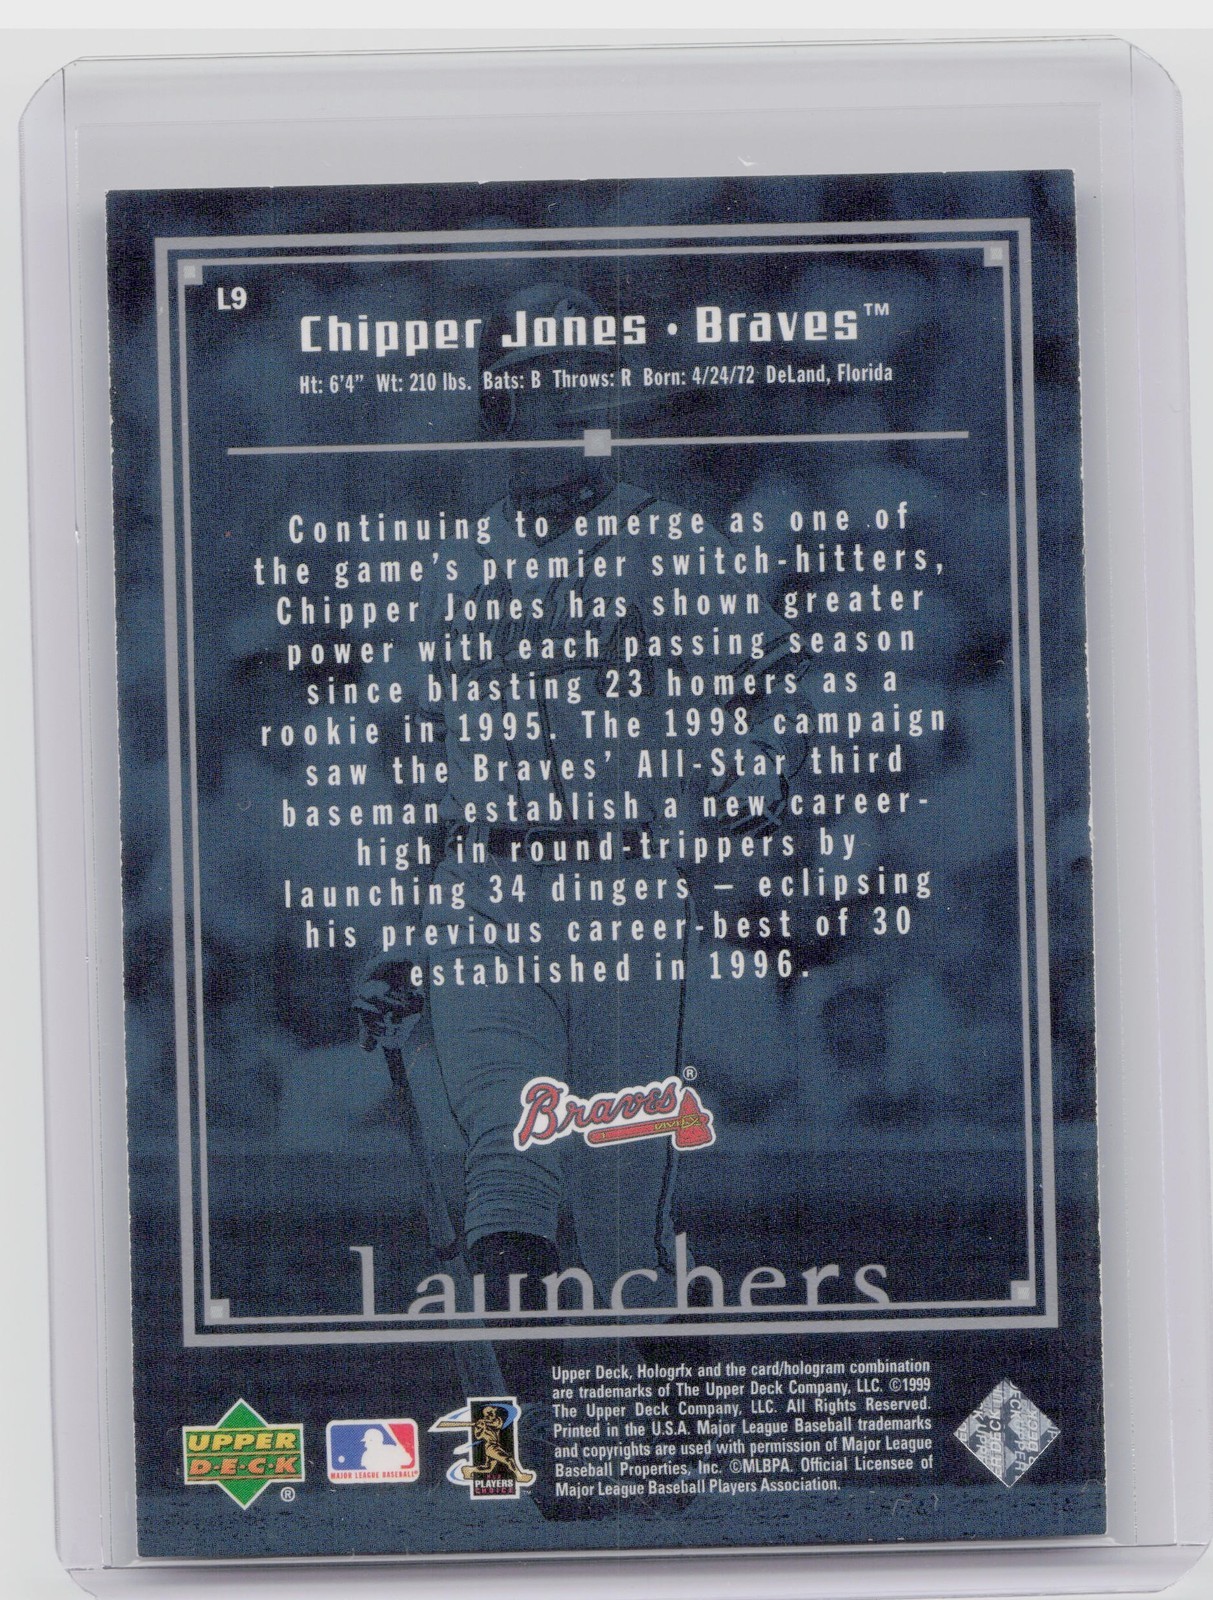 L9
Chipper Jones • Braves™
Ht: 6'4" Wt: 210 lbs. Bats: B Throws: R Born: 4/24/72 DeLand, Florida
Continuing to emerge as one of
the game's premier switch-hitters,
Chipper Jones has shown greater
power with each passing season
since blasting 23 homers as a
rookie in 1995. The 1998 campaign
saw the Braves' All-Star third
baseman establish a new career-
high in round-trippers by
launching 34 dingers – eclipsing
his previous career-best of 30
established in 1996.
Braves®
launchers
Upper Deck, Hologrfx and the card/hologram combination
are trademarks of The Upper Deck Company, LLC. ©1999
The Upper Deck Company, LLC. All Rights Reserved.
Printed in the U.S.A. Major League Baseball trademarks
and copyrights are used with permission of Major League
Baseball Properties, Inc. ©MLBPA. Official Licensee of
Major League Baseball Players Association.
UPPER
D·E·C·K®
MAJOR LEAGUE BASEBALL®
PLAYERS
CHOICE™